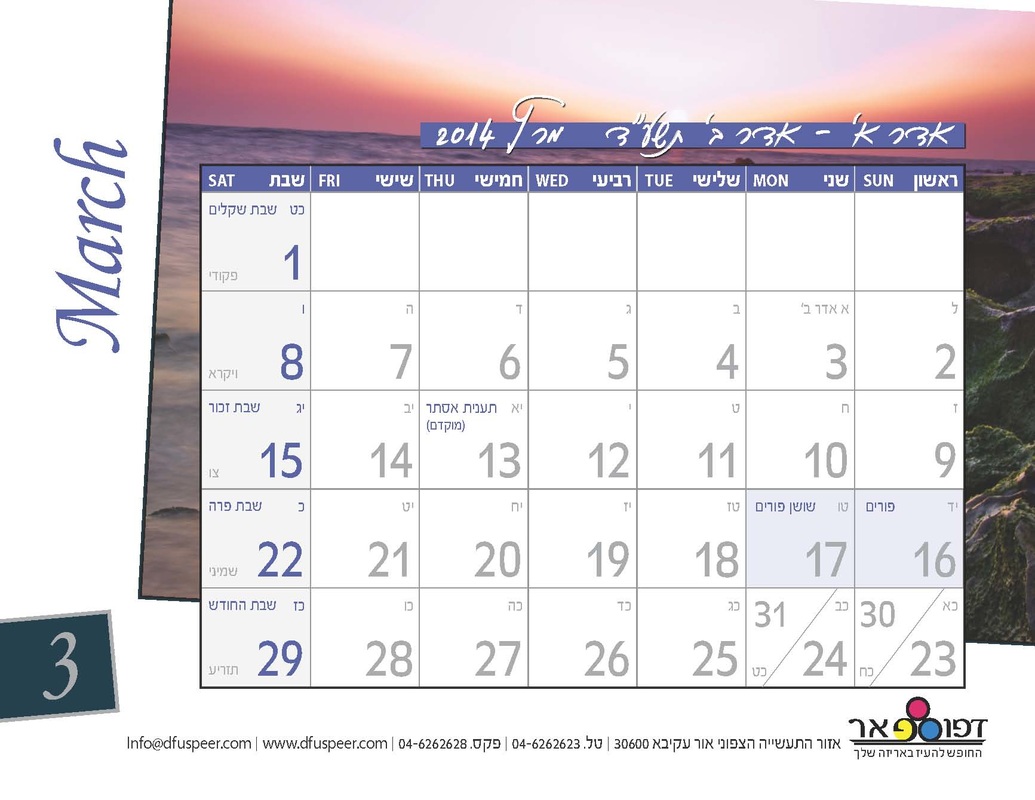 March
אדר א' - אדר ב' תשע"ד מרץ 2014
ראשון SUN שני MON שלישי TUE רביעי WED חמישי THU שישי FRI שבת SAT
כט שבת שקלים
1
פקודי
ל א אדר ב' ב ג ד ה ו
2 3 4 5 6 7 8
ויקרא
ז ח ט י יא תענית אסתר יב יג שבת זכור
(מוקדם)
9 10 11 12 13 14 15
צו
יד פורים טו שושן פורים טז יז יח יט כ שבת פרה
16 17 18 19 20 21 22
שמיני
כא כב כג כד כה כו כז שבת החודש
30 31
23 24 25 26 27 28 29
כח כט תזריע
3
דפוס פאר
החופש להעיז באריזה שלך
אזור התעשייה הצפוני אור עקיבא 30600 | טל. 04-6262623 | פקס. 04-6262628 | www.dfuspeer.com | Info@dfuspeer.com